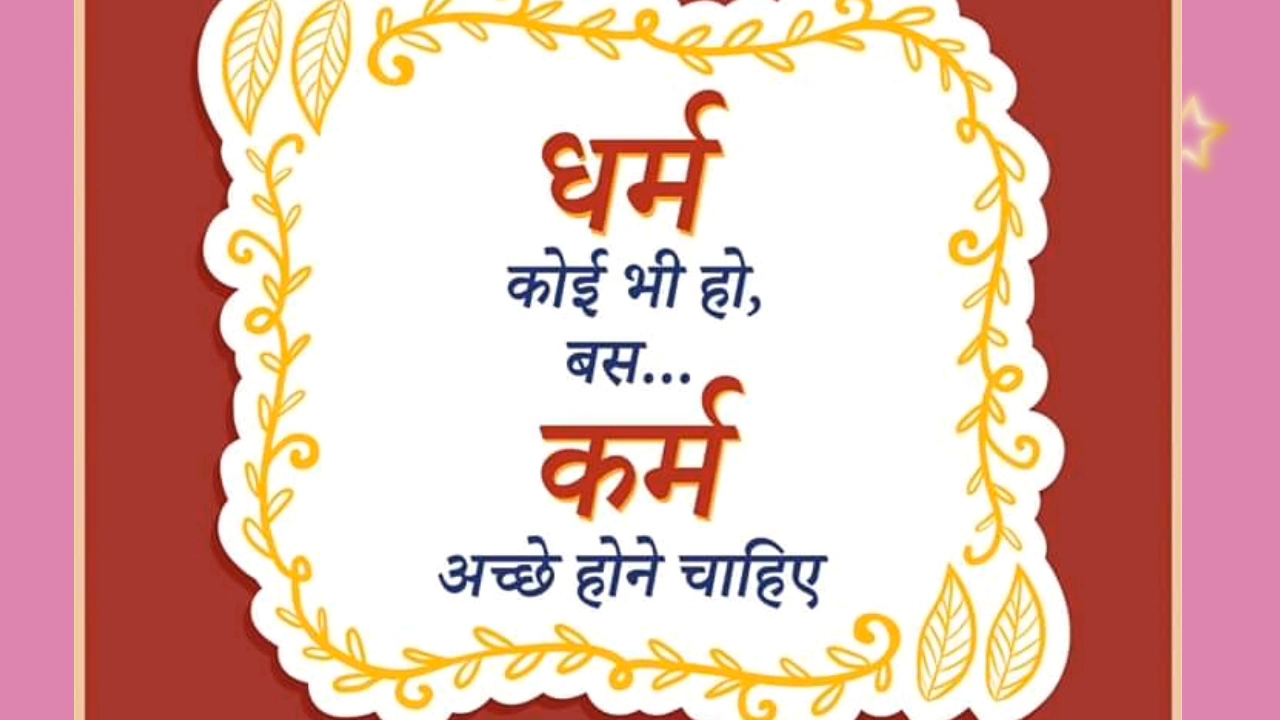 धर्म
कोई भी हो,
बस...
कर्म
अच्छे होने चाहिए